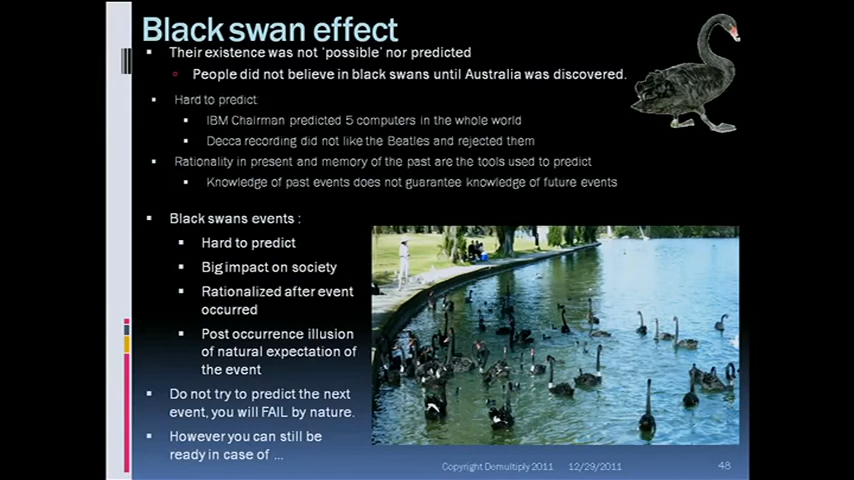 Black swan effect
Their existence was not 'possible' nor predicted
People did not believe in black swans until Australia was discovered.
Hard to predict
IBM Chairman predicted 5 computers in the whole world
Decca recording did not like the Beatles and rejected them
Rationality in present and memory of the past are the tools used to predict
Knowledge of past events does not guarantee knowledge of future events
Black swans events :
Hard to predict
Big impact on society
Rationalized after event
occurred
Post occurrence illusion
of natural expectation of
the event
Do not try to predict the next
event, you will FAIL by nature.
However you can still be
ready in case of ...
Copyright Demultiply 2011 12/29/2011 48